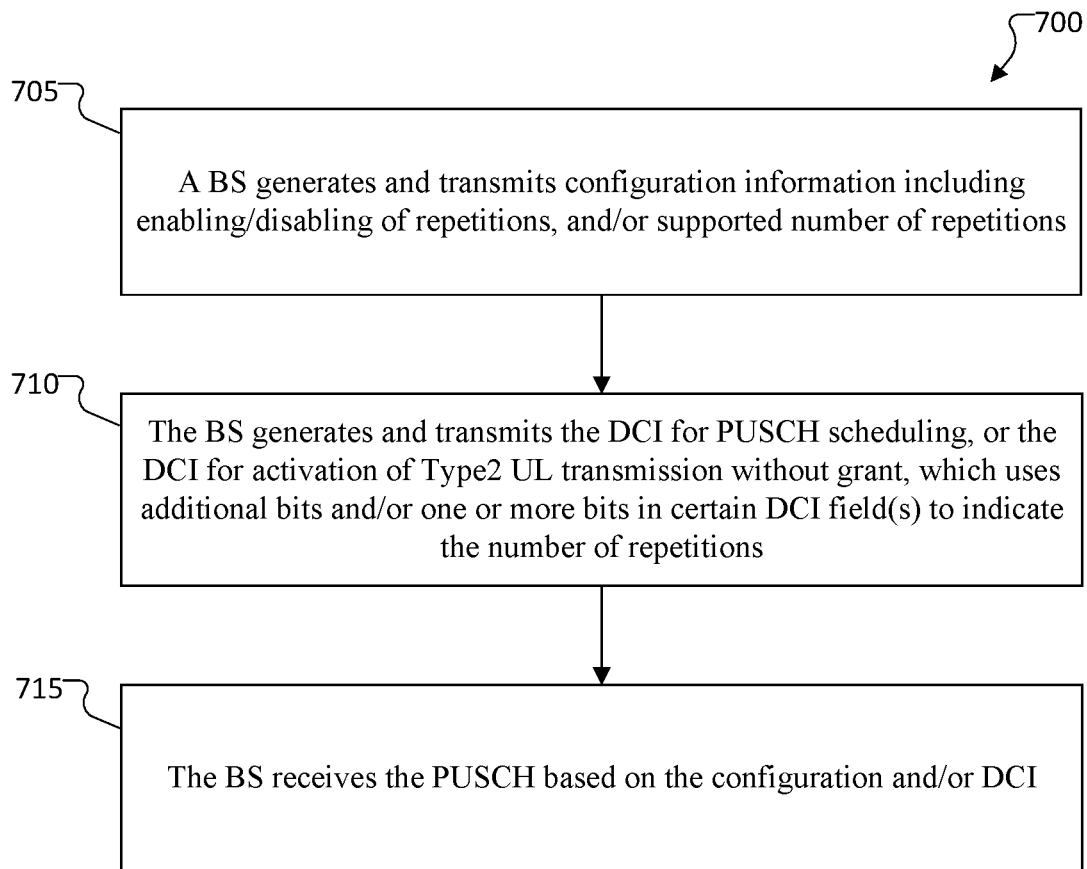 700
705
A BS generates and transmits configuration information including
enabling/disabling of repetitions, and/or supported number of repetitions
710
The BS generates and transmits the DCI for PUSCH scheduling, or the
DCI for activation of Type2 UL transmission without grant, which uses
additional bits and/or one or more bits in certain DCI field(s) to indicate
the number of repetitions
715
The BS receives the PUSCH based on the configuration and/or DCI